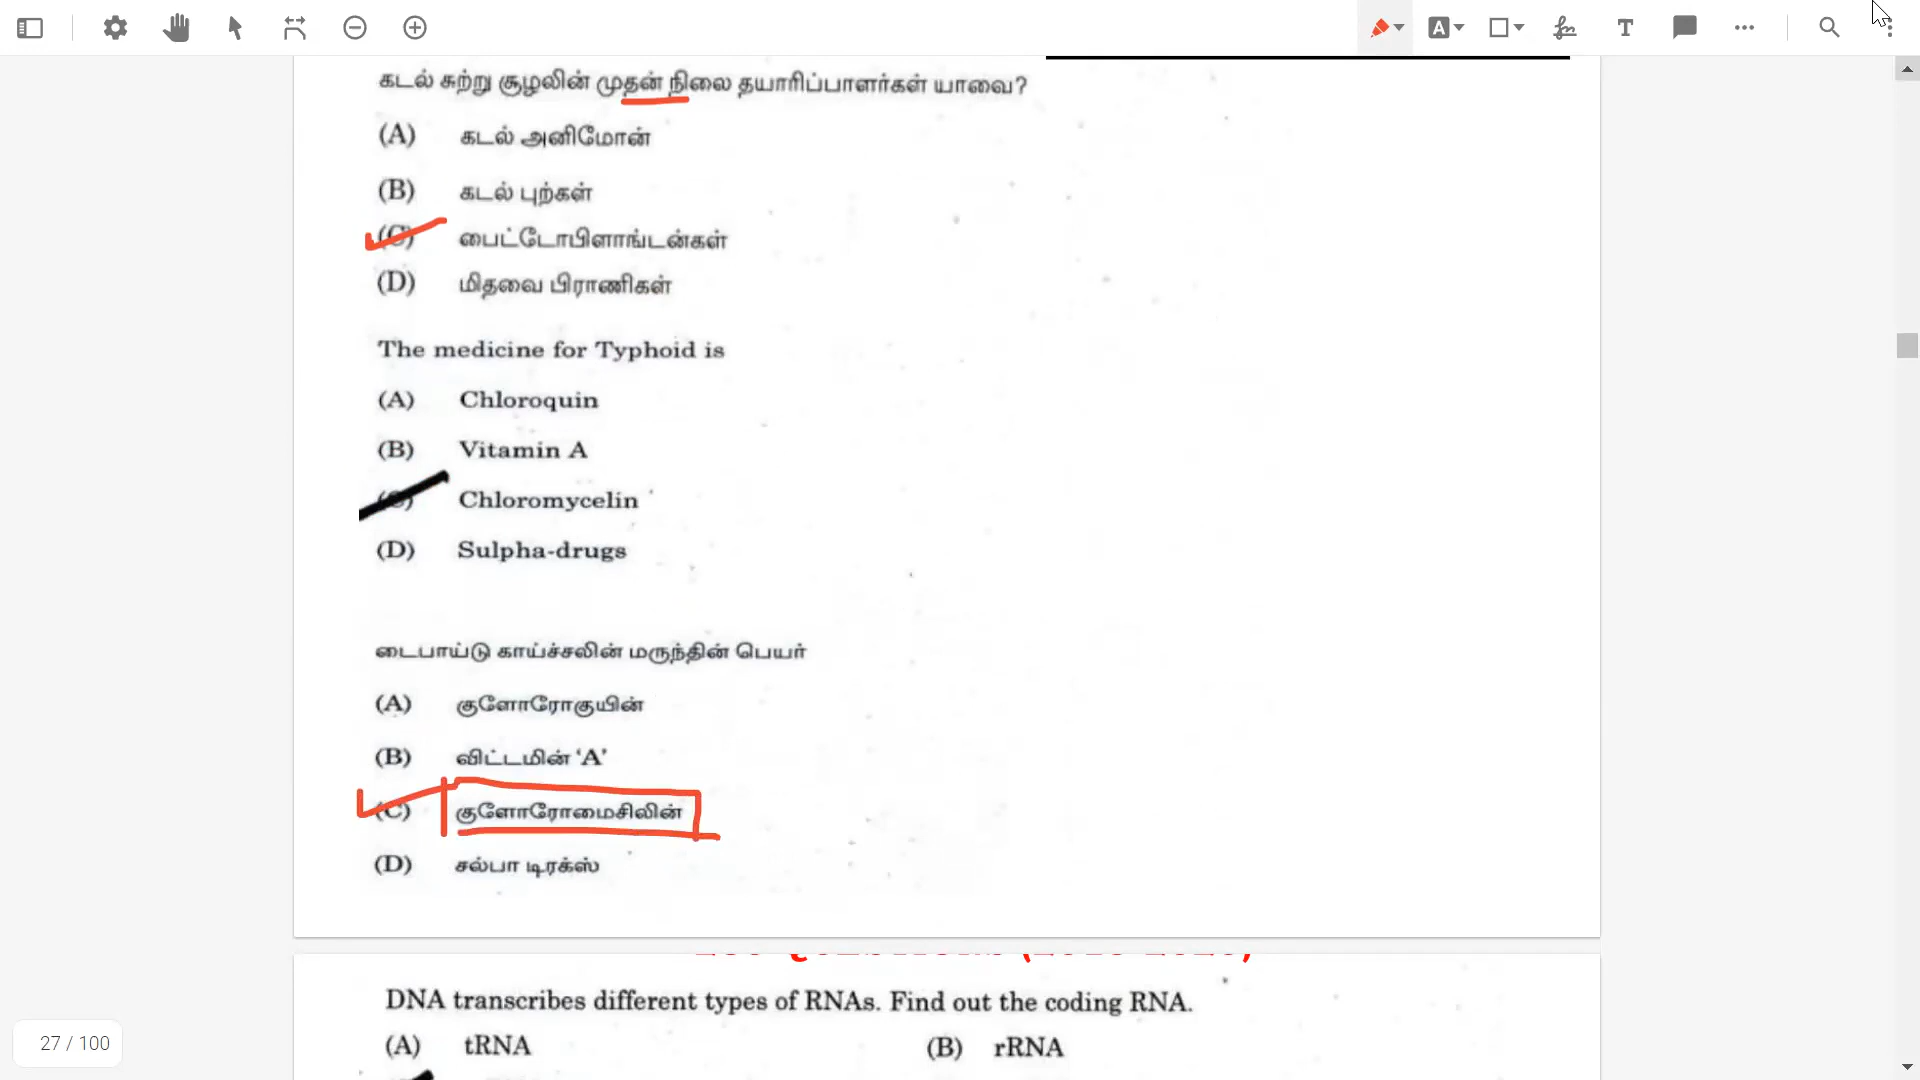 கடல் சுற்று சூழலின் முதன் நிலை தயாரிப்பாளர்கள் யாவை?
(A) கடல் அனிமோன்
(B) கடல் புற்கள்
(C) பைட்டோபிளாங்டன்கள்
(D) மிதவை பிராணிகள்
The medicine for Typhoid is
(A) Chloroquin
(B) Vitamin A
(C) Chloromycelin
(D) Sulpha-drugs
டைபாய்டு காய்ச்சலின் மருந்தின் பெயர்
(A) குளோரோகுயின்
(B) விட்டமின் ‘A’
(C) குளோரோமைசிலின்
(D) சல்பா டிரக்ஸ்
DNA transcribes different types of RNAs. Find out the coding RNA.
(A) tRNA (B) rRNA
27 / 100